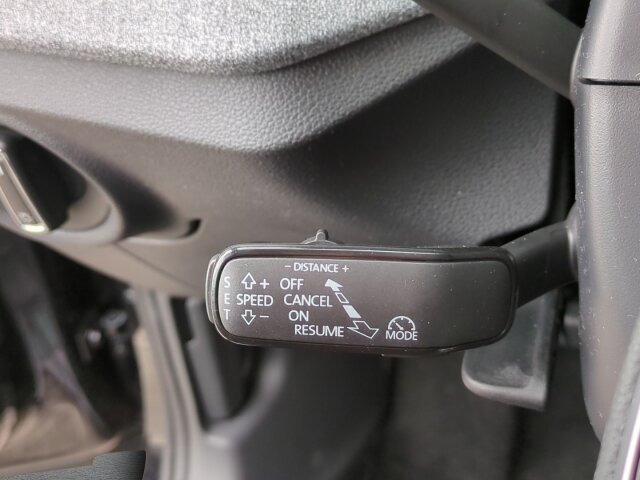 - DISTANCE +
S + OFF
E SPEED CANCEL
T - ON
RESUME MODE